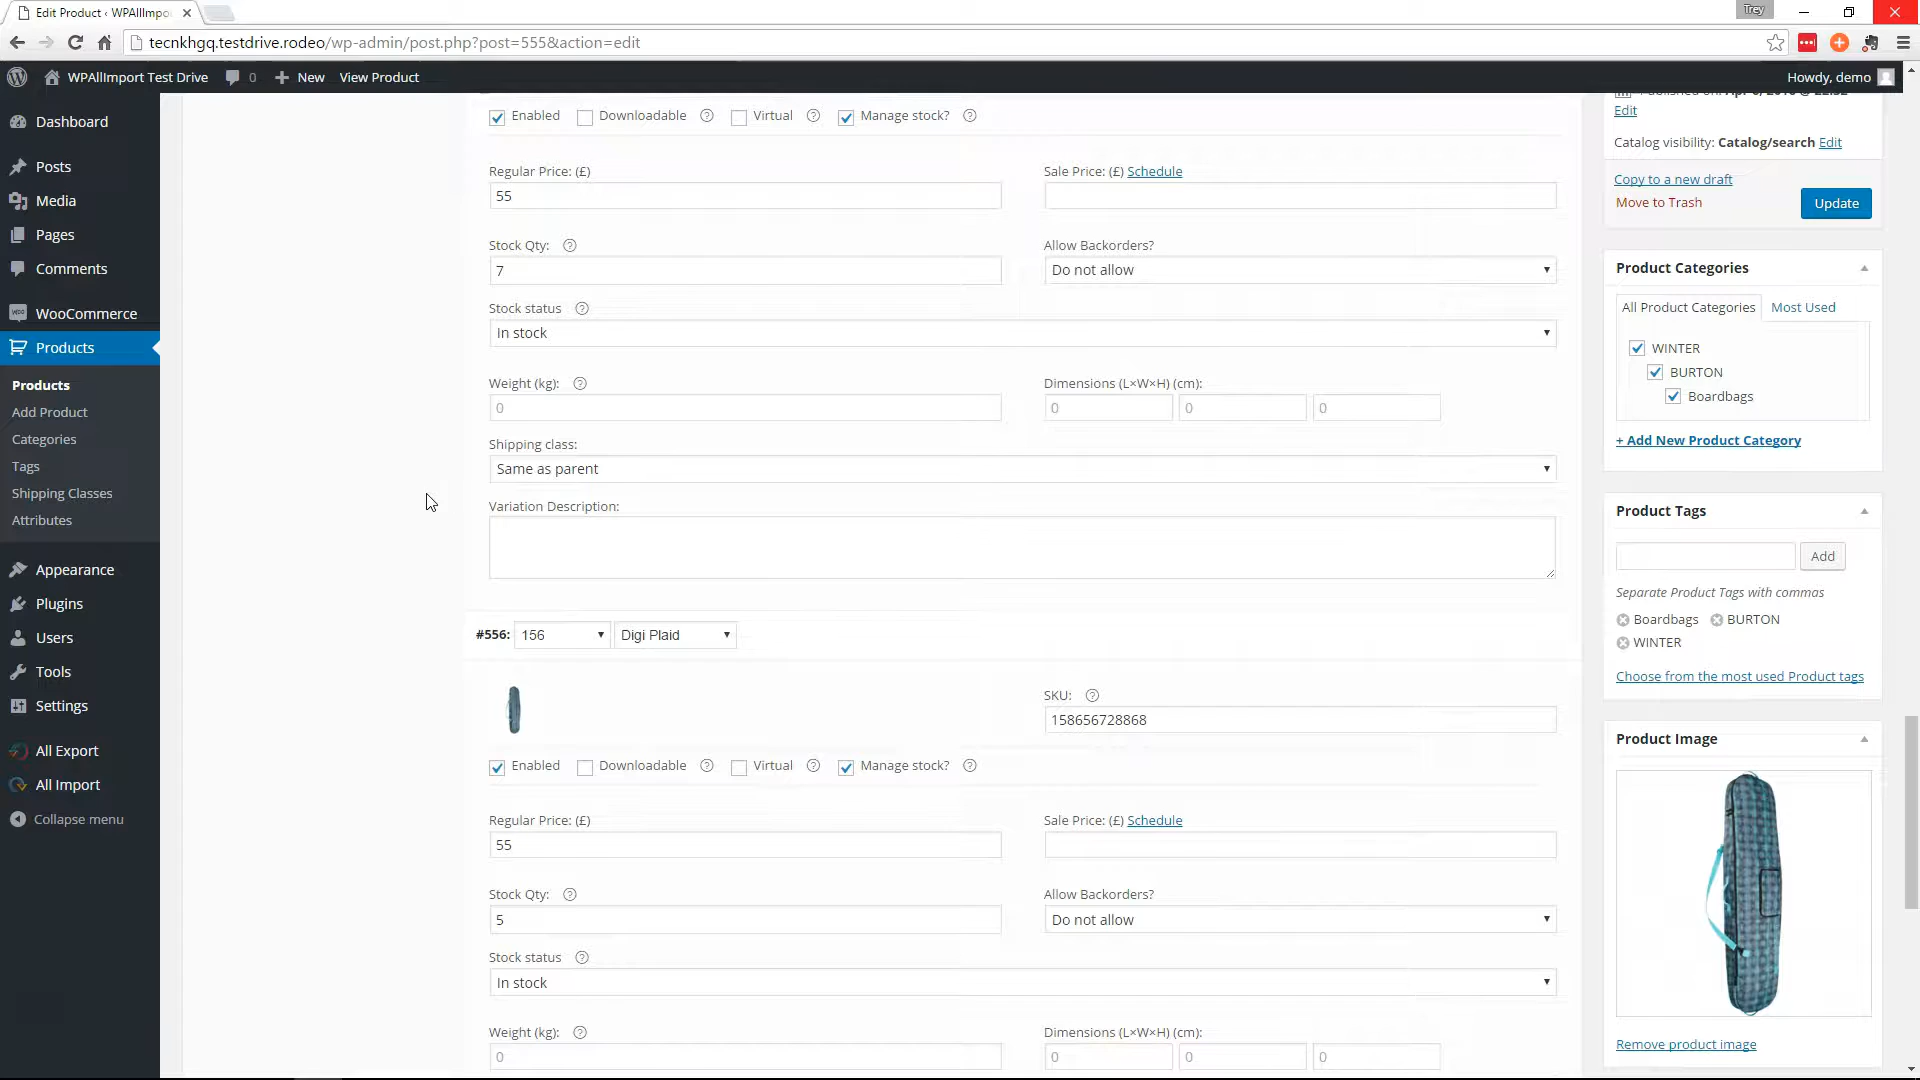 Edit Product ‹ WPAllImpo
Trey
tecnkhgq.testdrive.rodeo/wp-admin/post.php?post=555&action=edit
WPAllImport Test Drive
0
New
View Product
Howdy, demo
Dashboard
Posts
Media
Pages
Comments
WooCommerce
Products
Products
Add Product
Categories
Tags
Shipping Classes
Attributes
Appearance
Plugins
Users
Tools
Settings
All Export
All Import
Collapse menu
Enabled
Downloadable
Virtual
Manage stock?
Regular Price: (£)
55
Sale Price: (£) Schedule
Stock Qty:
7
Allow Backorders?
Do not allow
Stock status
In stock
Weight (kg):
0
Dimensions (L×W×H) (cm):
0
0
0
Shipping class:
Same as parent
Variation Description:
#556:
156
Digi Plaid
SKU:
158656728868
Enabled
Downloadable
Virtual
Manage stock?
Regular Price: (£)
55
Sale Price: (£) Schedule
Stock Qty:
5
Allow Backorders?
Do not allow
Stock status
In stock
Weight (kg):
0
Dimensions (L×W×H) (cm):
0
0
0
Edit
Catalog visibility: Catalog/search Edit
Copy to a new draft
Move to Trash
Update
Product Categories
All Product Categories
Most Used
WINTER
BURTON
Boardbags
+ Add New Product Category
Product Tags
Add
Separate Product Tags with commas
Boardbags
BURTON
WINTER
Choose from the most used Product tags
Product Image
Remove product image